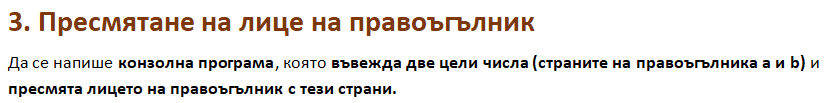 3. Пресмятане на лице на правоъгълник
Да се напише конзолна програма, която въвежда две цели числа (страните на правоъгълника a и b) и
пресмята лицето на правоъгълник с тези страни.